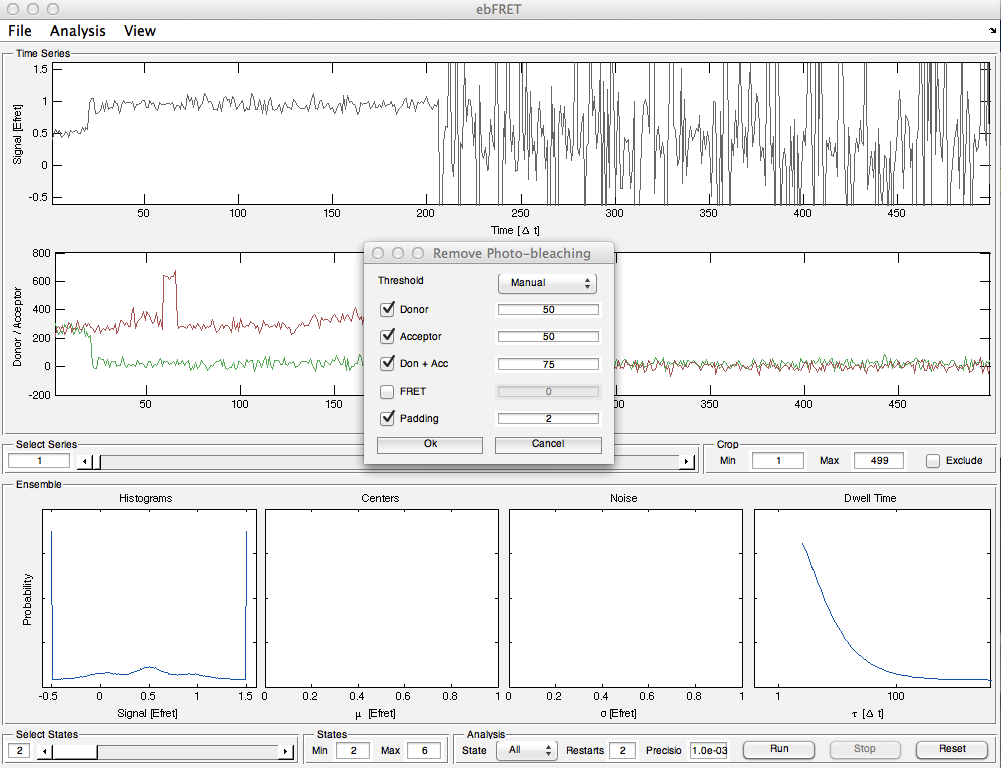 ebFRET
File Analysis View
Time Series
1.5
1
0.5
0
-0.5
Signal [Efret]
50 100 150 200 250 300 350 400 450
Time [Δ t]
800
600
400
200
0
-200
Donor / Acceptor
50 100 150 300 350 400 450
Remove Photo-bleaching
Threshold Manual
Donor 50
Acceptor 50
Don + Acc 75
FRET 0
Padding 2
Ok Cancel
Select Series
1
Crop
Min 1 Max 499 Exclude
Ensemble
Histograms Centers Noise Dwell Time
Probability
-0.5 0 0.5 1 1.5 0 0.2 0.4 0.6 0.8 1 0 0.2 0.4 0.6 0.8 1 1 100
Signal [Efret] μ [Efret] σ [Efret] τ [Δ t]
Select States
2
States
Min 2 Max 6
Analysis
State All Restarts 2 Precisio 1.0e-03 Run Stop Reset